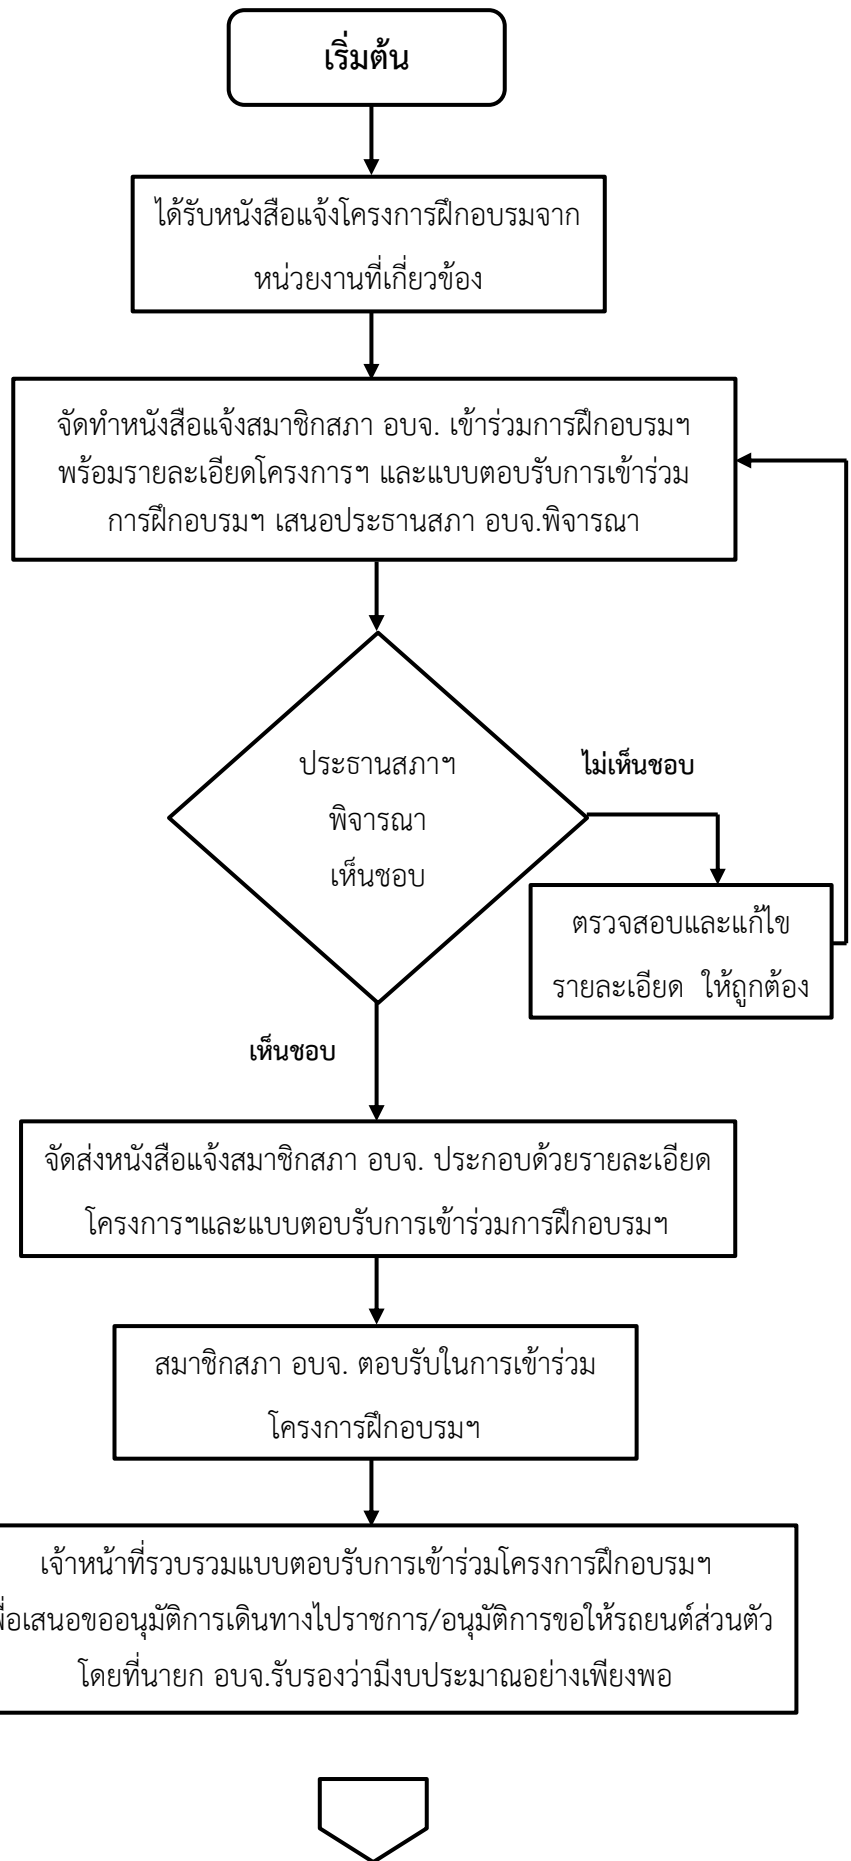 เริ่มต้น
ได้รับหนังสือแจ้งโครงการฝึกอบรมจาก
หน่วยงานที่เกี่ยวข้อง
จัดทำหนังสือแจ้งสมาชิกสภา อบจ. เข้าร่วมการฝึกอบรมฯ
พร้อมรายละเอียดโครงการฯ และแบบตอบรับการเข้าร่วม
การฝึกอบรมฯ เสนอประธานสภา อบจ.พิจารณา
ประธานสภาฯ
พิจารณา
เห็นชอบ
ไม่เห็นชอบ
ตรวจสอบและแก้ไข
รายละเอียด ให้ถูกต้อง
เห็นชอบ
จัดส่งหนังสือแจ้งสมาชิกสภา อบจ. ประกอบด้วยรายละเอียด
โครงการฯและแบบตอบรับการเข้าร่วมการฝึกอบรมฯ
สมาชิกสภา อบจ. ตอบรับในการเข้าร่วม
โครงการฝึกอบรมฯ
เจ้าหน้าที่รวบรวมแบบตอบรับการเข้าร่วมโครงการฝึกอบรมฯ
พื่อเสนอขออนุมัติการเดินทางไปราชการ/อนุมัติการขอให้รถยนต์ส่วนตัว
โดยที่นายก อบจ.รับรองว่ามีงบประมาณอย่างเพียงพอ